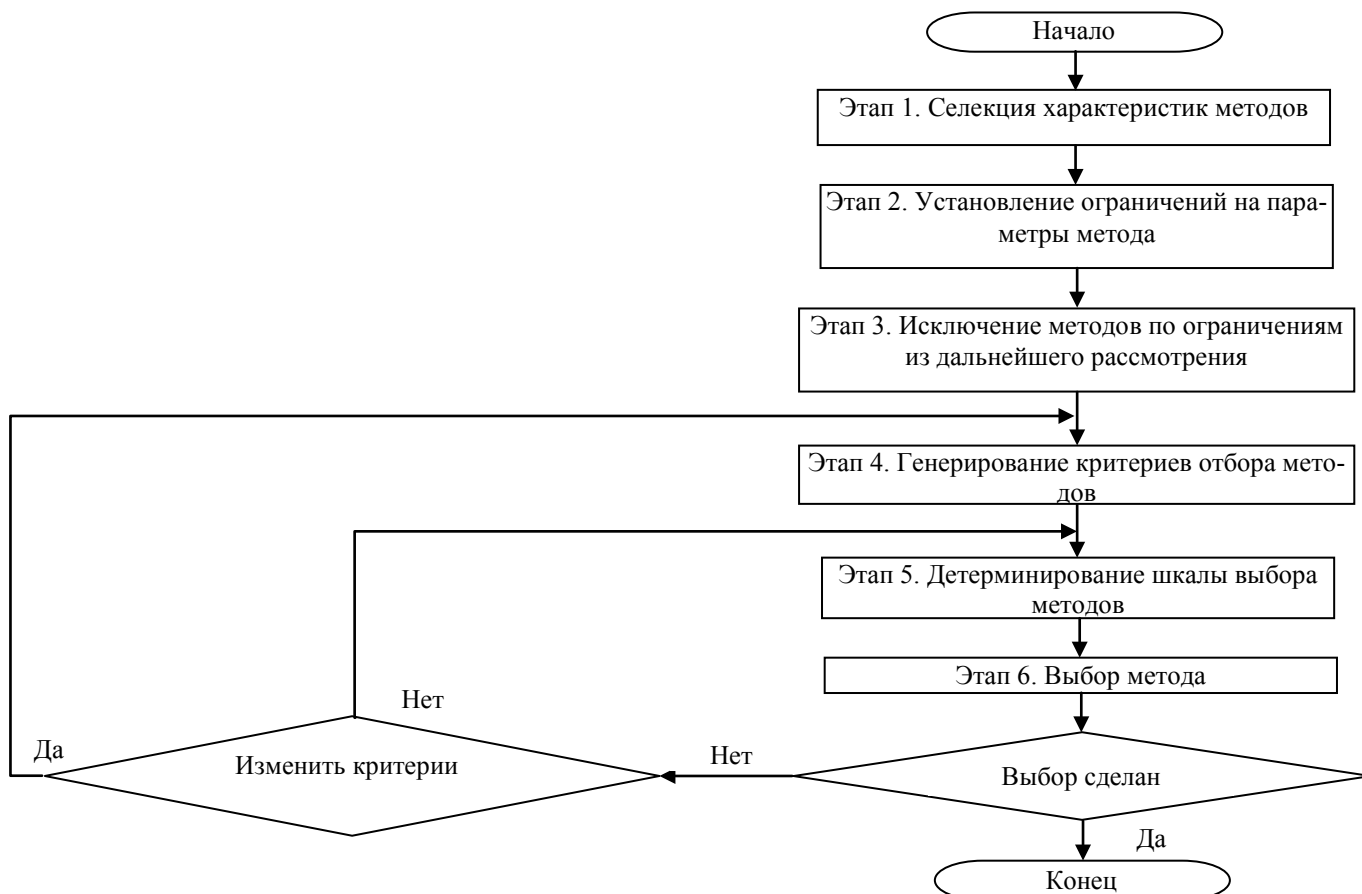 Начало
Этап 1. Селекция характеристик методов
Этап 2. Установление ограничений на пара-
метры метода
Этап 3. Исключение методов по ограничениям
из дальнейшего рассмотрения
Этап 4. Генерирование критериев отбора мето-
дов
Этап 5. Детерминирование шкалы выбора
методов
Этап 6. Выбор метода
Нет
Да
Изменить критерии
Нет
Выбор сделан
Да
Конец